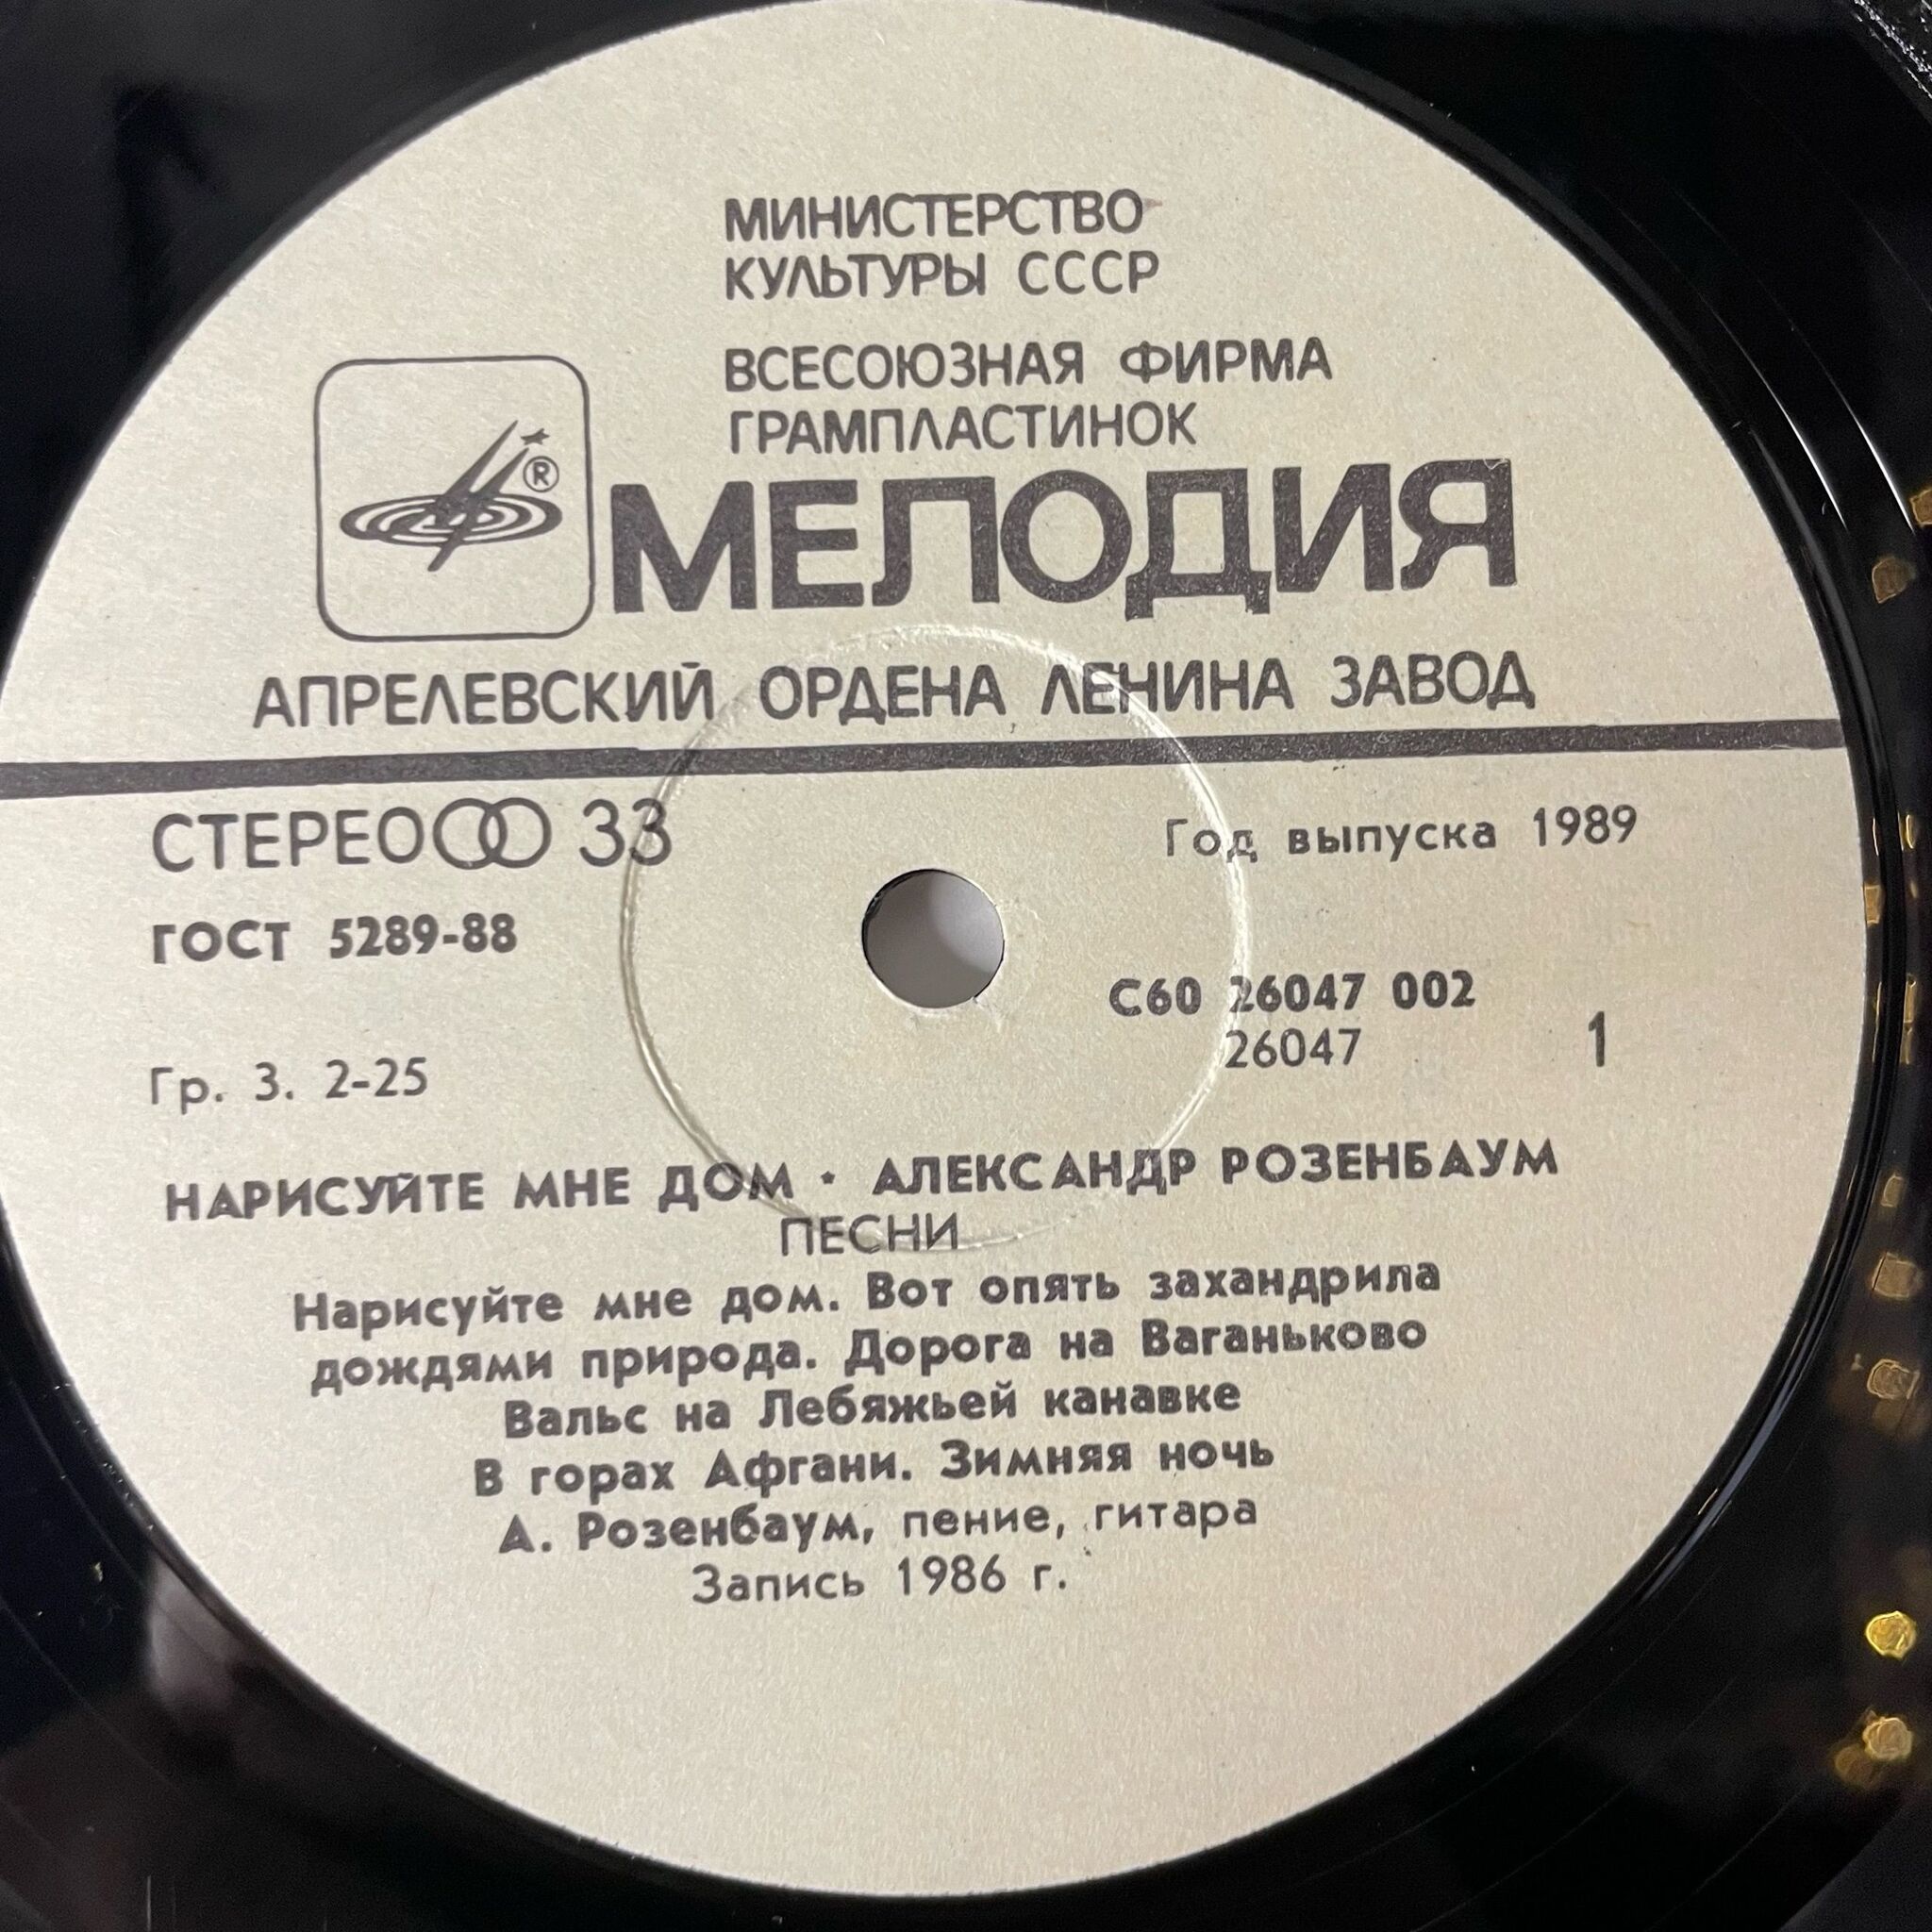 МИНИСТЕРСТВО
КУЛЬТУРЫ СССР
ВСЕСОЮЗНАЯ ФИРМА
ГРАМПЛАСТИНОК
®
МЕЛОДИЯ
АПРЕЛЕВСКИЙ ОРДЕНА ЛЕНИНА ЗАВОД
СТЕРЕО 33
Год выпуска 1989
ГОСТ 5289-88
С60 26047 002
26047
1
Гр. 3. 2-25
НАРИСУЙТЕ МНЕ ДОМ · АЛЕКСАНДР РОЗЕНБАУМ
ПЕСНИ
Нарисуйте мне дом. Вот опять захандрила
дождями природа. Дорога на Ваганьково
Вальс на Лебяжьей канавке
В горах Афгани. Зимняя ночь
А. Розенбаум, пение, гитара
Запись 1986 г.